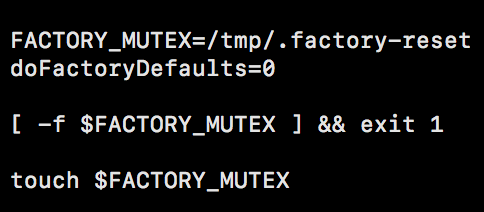 FACTORY_MUTEX=/tmp/.factory-reset
doFactoryDefaults=0
[ -f $FACTORY_MUTEX ] && exit 1
touch $FACTORY_MUTEX